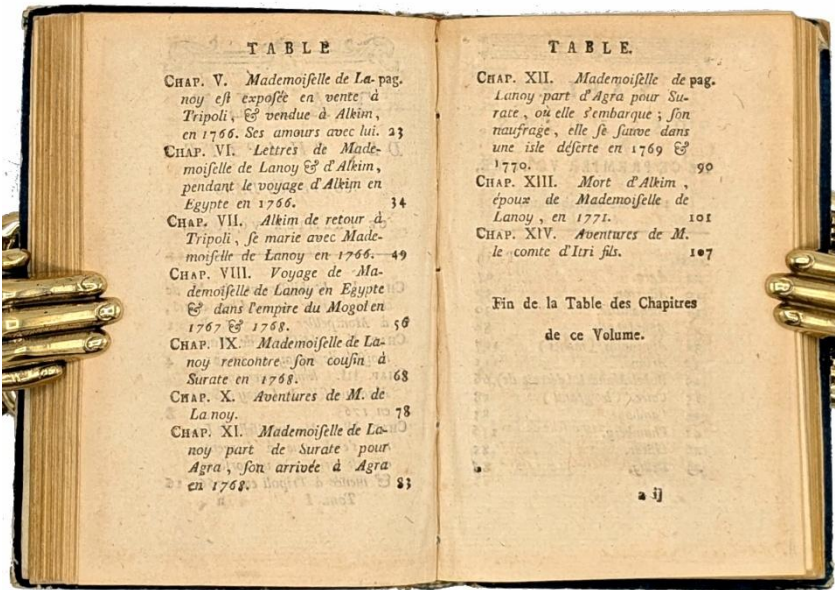 TABLE
CHAP. V. Mademoiſelle de La- pag.
noy eſt expoſée en vente à
Tripoli, & vendue à Alkim,
en 1766. Ses amours avec lui. 23
CHAP. VI. Lettres de Made-
moiſelle de Lanoy & d'Alkim,
pendant le voyage d'Alkim en
Egypte en 1766. 34
CHAP. VII. Alkim de retour à
Tripoli, ſe marie avec Made-
moiſelle de Lanoy en 1766. 49
CHAP. VIII. Voyage de Ma-
demoiſelle de Lanoy en Egypte
& dans l'empire du Mogol en
1767 & 1768. 56
CHAP. IX. Mademoiſelle de La-
noy rencontre ſon couſin à
Surate en 1768. 68
CHAP. X. Aventures de M. de
Lanoy. 78
CHAP. XI. Mademoiſelle de La-
noy part de Surate pour
Agra, ſon arrivée à Agra
en 1768. 83
TABLE.
CHAP. XII. Mademoiſelle de pag.
Lanoy part d'Agra pour Su-
rate, où elle s'embarque; ſon
naufrage, elle ſe ſauve dans
une isle déſerte en 1769 &
1770. 90
CHAP. XIII. Mort d'Alkim,
époux de Mademoiſelle de
Lanoy, en 1771. 101
CHAP. XIV. Aventures de M.
le comte d'Itri fils. 107
Fin de la Table des Chapitres
de ce Volume.
a ij